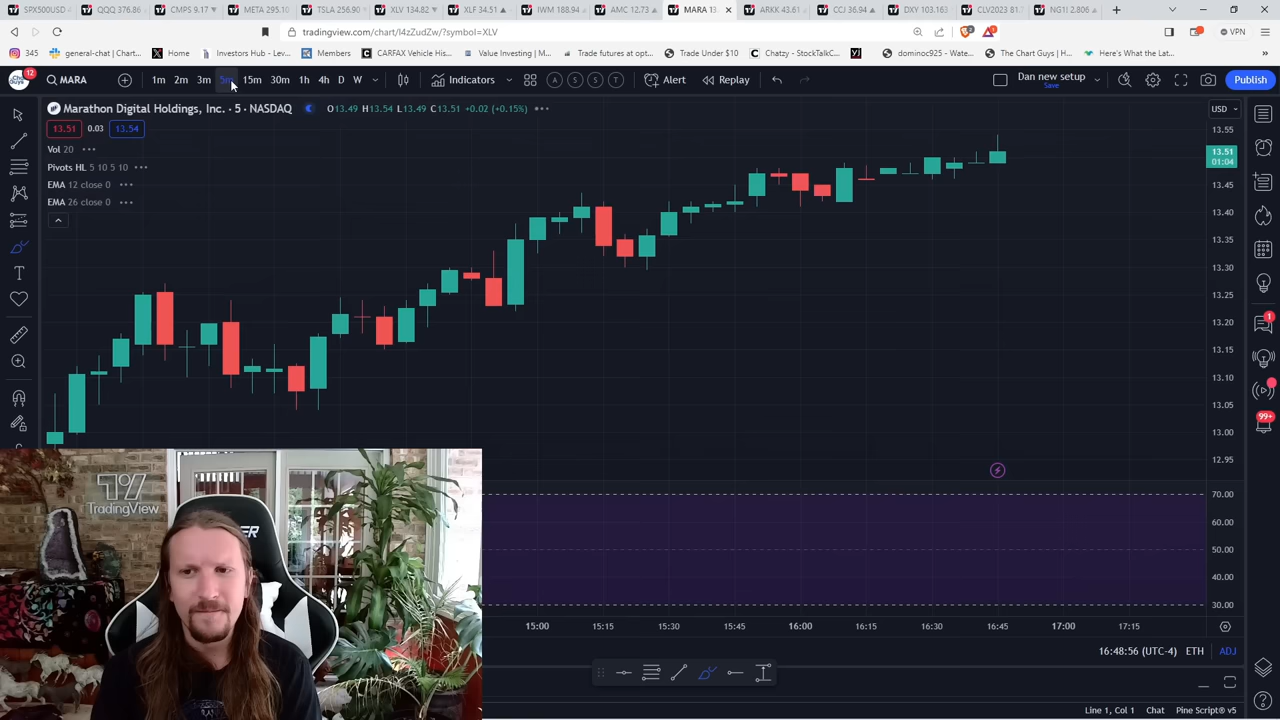 SPX500USD
QQQ 376.86
CMPS 9.17
META 295.10
TSLA 256.90
XLV 134.82
XLF 34.51
IWM 188.94
AMC 12.73
MARA 13.
ARKK 43.61
CCJ 36.94
DXY 103.163
CLV2023 81.
NG1! 2.806
tradingview.com/chart/l4zZudZw/?symbol=XLV
VPN
345
general-chat | Chart...
Home
Investors Hub - Lev...
Members
CARFAX Vehicle His...
Value Investing | M...
Trade futures at opt...
Trade Under $10
Chatzy - StockTalkC...
dominoc925 - Wate...
The Chart Guys | H...
Here's What the Lat...
12
MARA
1m 2m 3m 5m 15m 30m 1h 4h D W
Indicators
A S S T
Alert
Replay
Dan new setup
Save
Publish
Marathon Digital Holdings, Inc. · 5 · NASDAQ
O13.49 H13.54 L13.49 C13.51 +0.02 (+0.15%)
USD
13.51 0.03 13.54
Vol 20
Pivots HL 5 10 5 10
EMA 12 close 0
EMA 26 close 0
13.55
13.51
01:04
13.45
13.40
13.35
13.30
13.25
13.20
13.15
13.10
13.05
13.00
12.95
70.00
60.00
50.00
40.00
30.00
1
99+
TradingView
15:00 15:15 15:30 15:45 16:00 16:15 16:30 16:45 17:00 17:15
16:48:56 (UTC-4) ETH ADJ
Line 1, Col 1 Chart Pine Script® v5